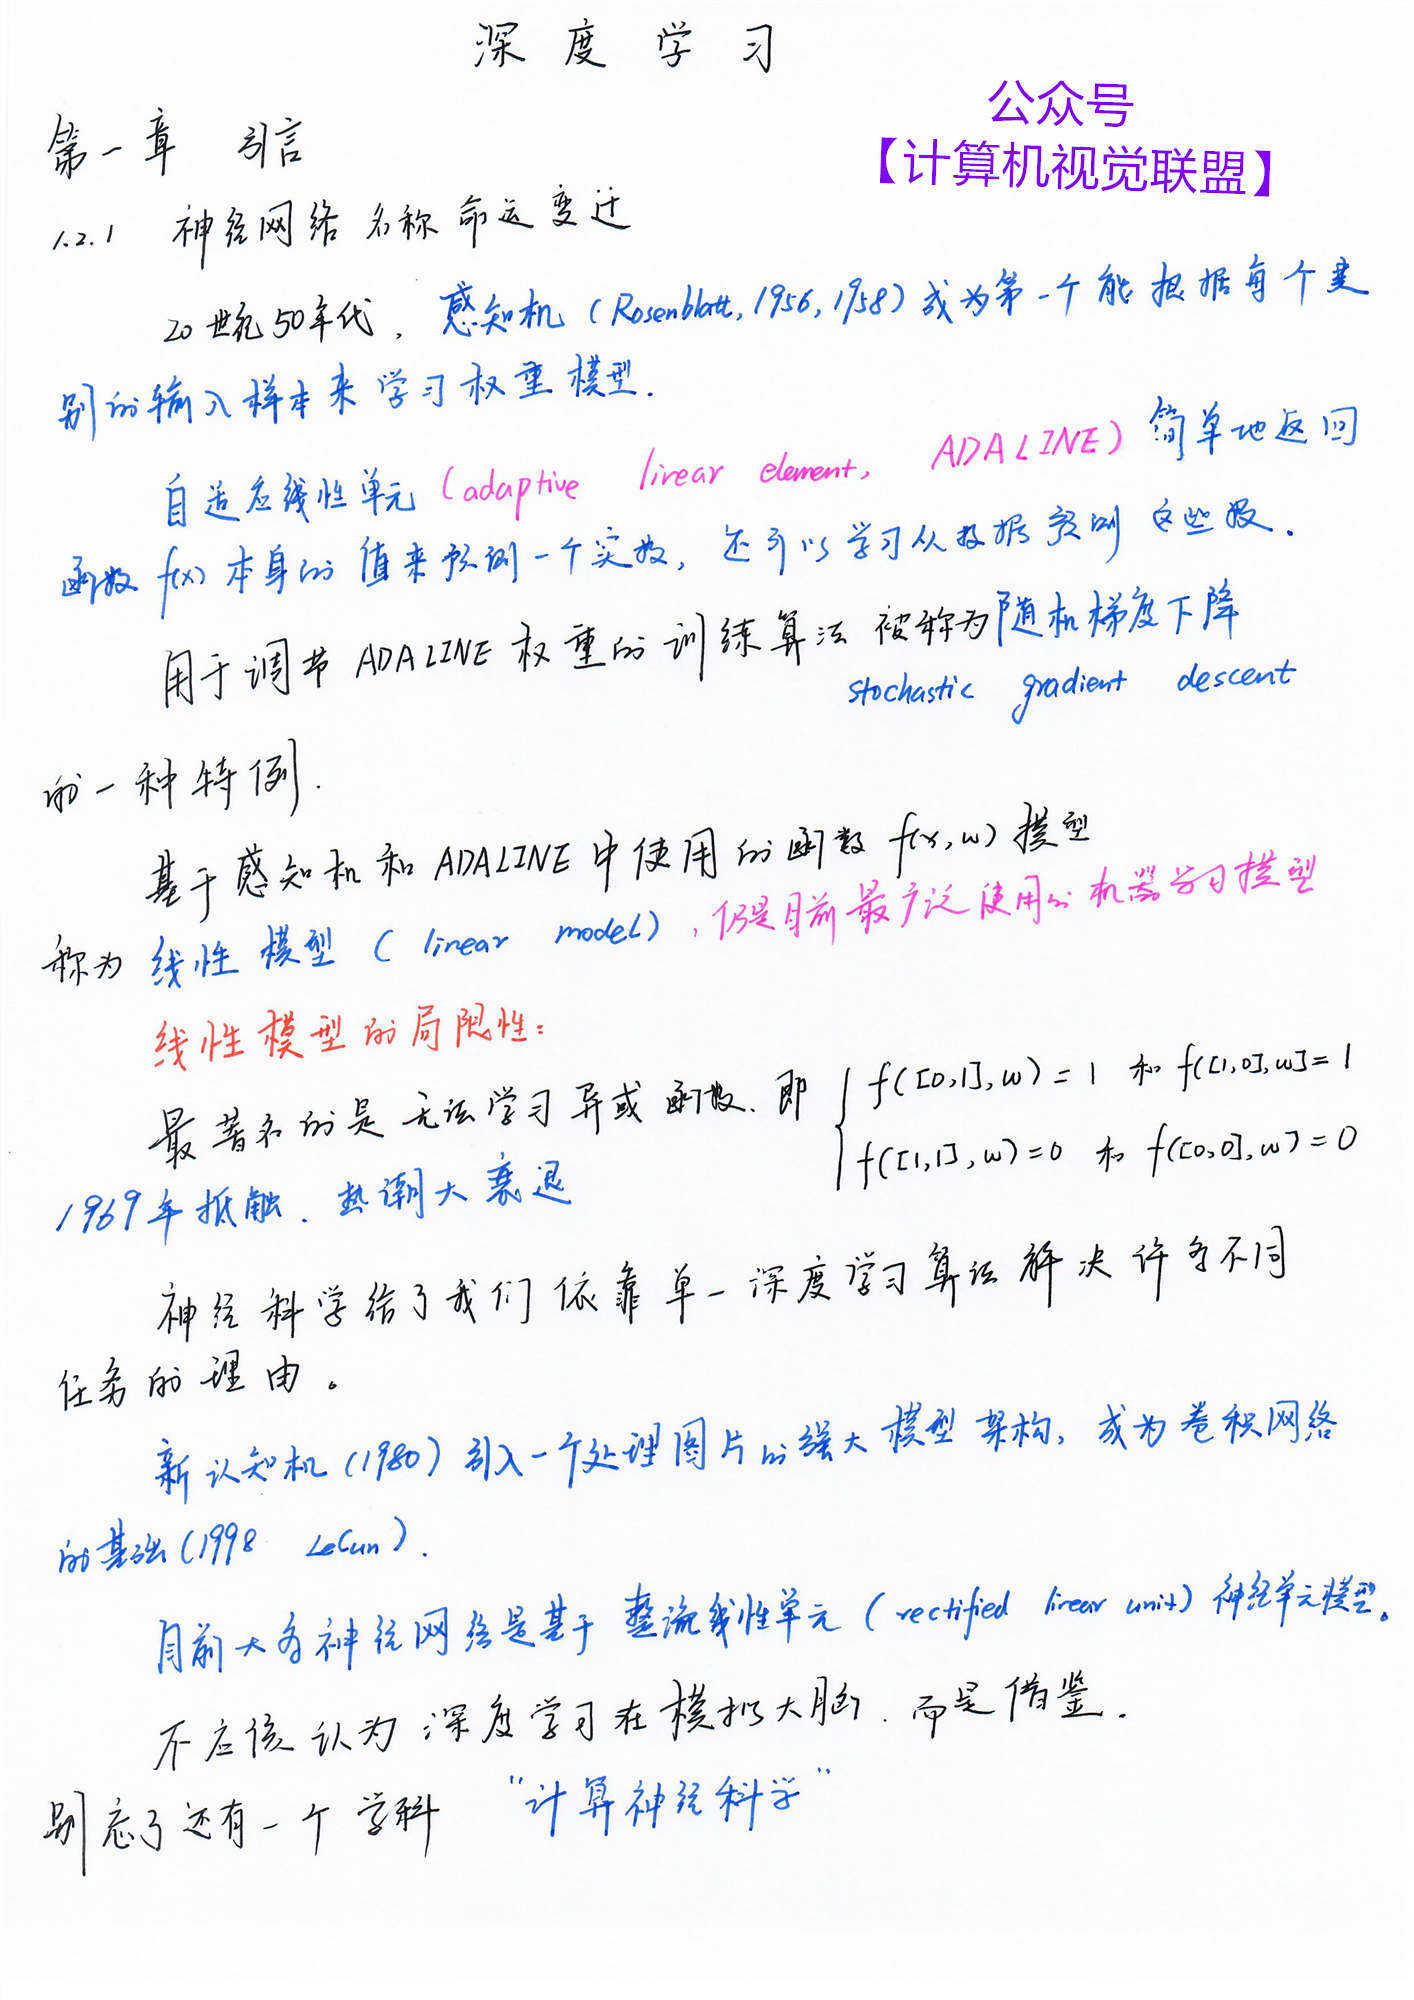 深度学习
公众号
【计算机视觉联盟】
第一章 引言
1.2.1 神经网络名称命运变迁
20世纪50年代，感知机（Rosenblatt，1956，1958）成为第一个能根据每个类
别的输入样本来学习权重模型.
自适应线性单元（adaptive linear element，ADALINE）简单地返回
函数 f(x) 本身的值来预测一个实数，还可以学习从数据预测这些数.
用于调节ADALINE权重的训练算法被称为随机梯度下降
stochastic gradient descent
的一种特例.
基于感知机和ADALINE中使用的函数 f(x,w) 模型
称为线性模型（linear model），仍是目前最广泛使用的机器学习模型
线性模型的局限性：
最著名的是无法学习异或函数. 即 { f([0,1],w)=1 和 f([1,0],w]=1
f([1,1],w)=0 和 f([0,0],w)=0
1969年抵触. 热潮大衰退
神经科学给了我们依靠单一深度学习算法解决许多不同
任务的理由。
新认知机（1980）引入一个处理图片的强大模型架构，成为卷积网络
的基础（1998 LeCun）.
目前大多神经网络是基于整流线性单元（rectified linear unit）神经单元模型。
不应该认为深度学习在模拟大脑. 而是借鉴.
别忘了还有一个学科 “计算神经科学”